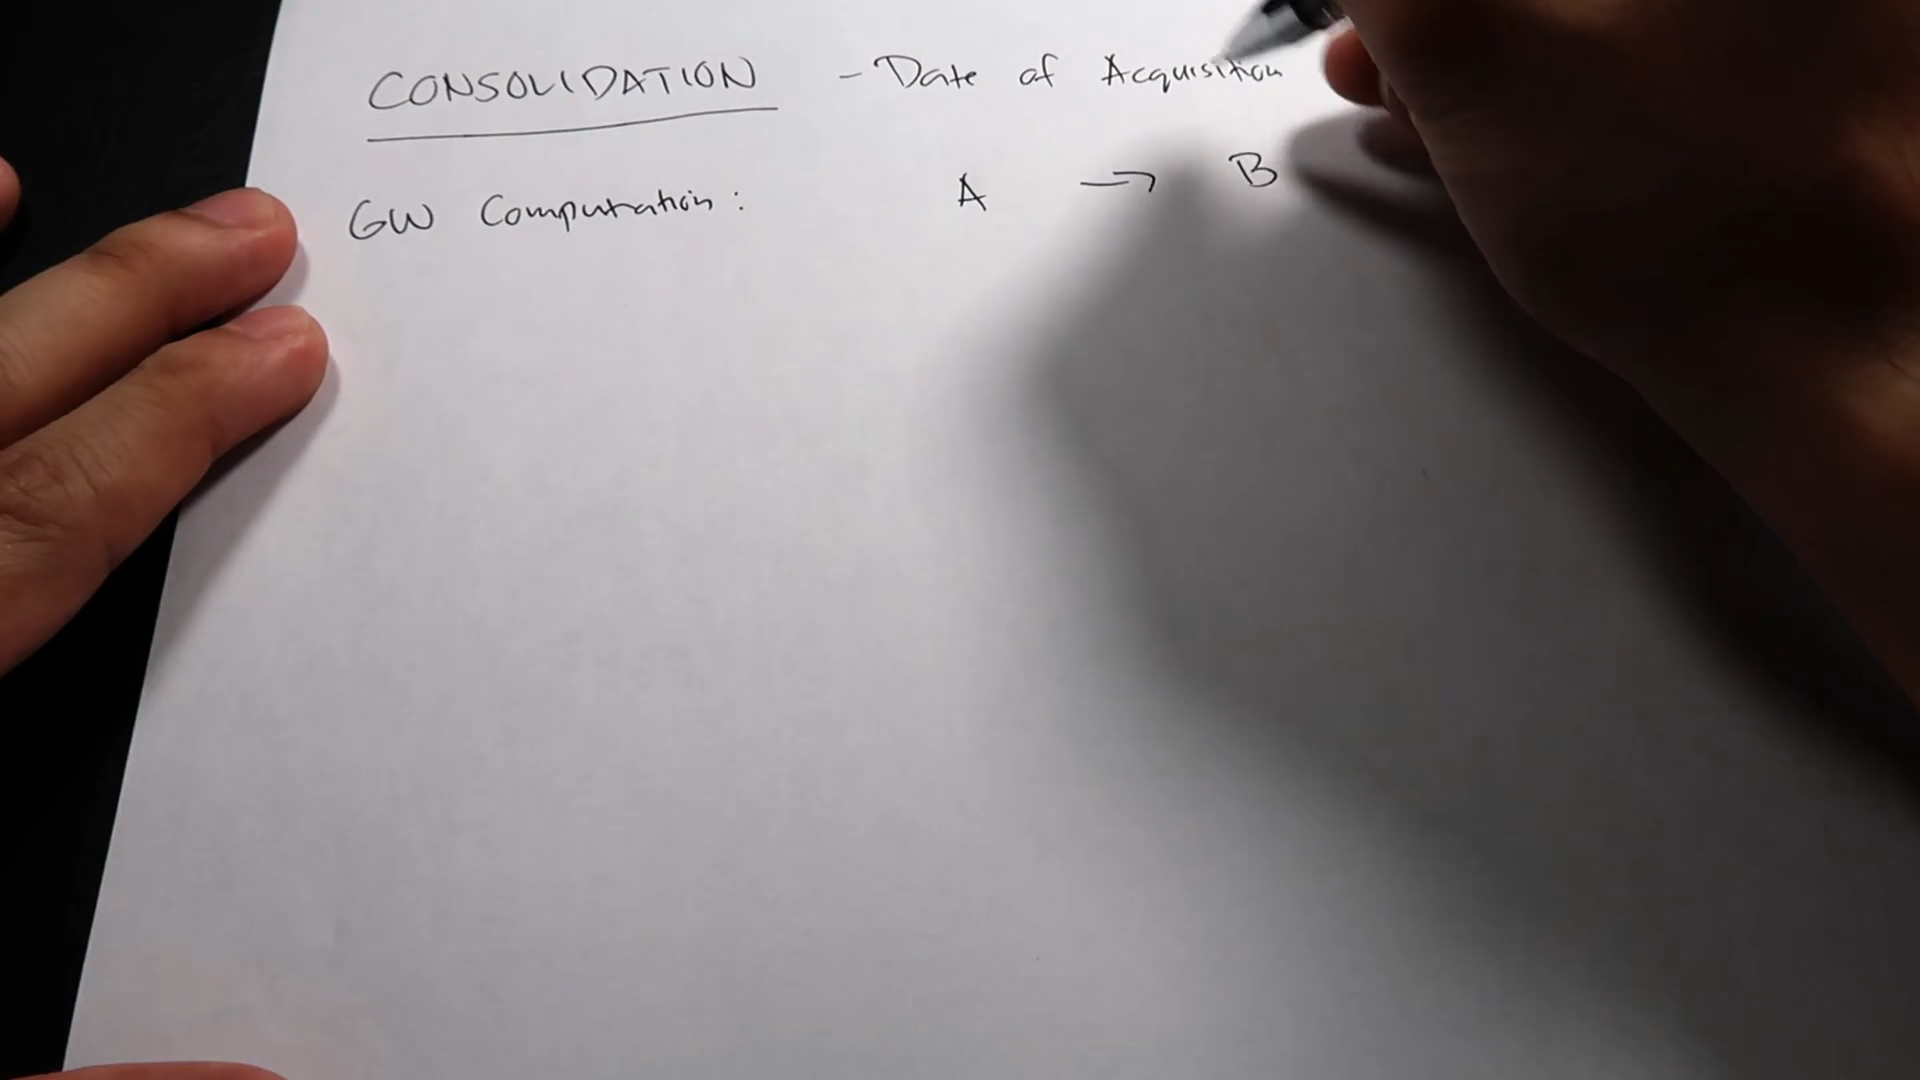 CONSOLIDATION - Date of Acquisition
GW Computation: A → B